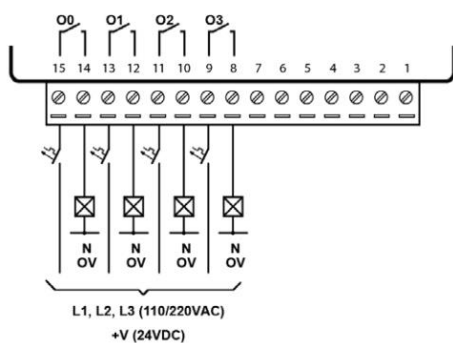 O0 O1 O2 O3
15 14 13 12 11 10 9 8 7 6 5 4 3 2 1
N N N N
OV OV OV OV
L1, L2, L3 (110/220VAC)
+V (24VDC)